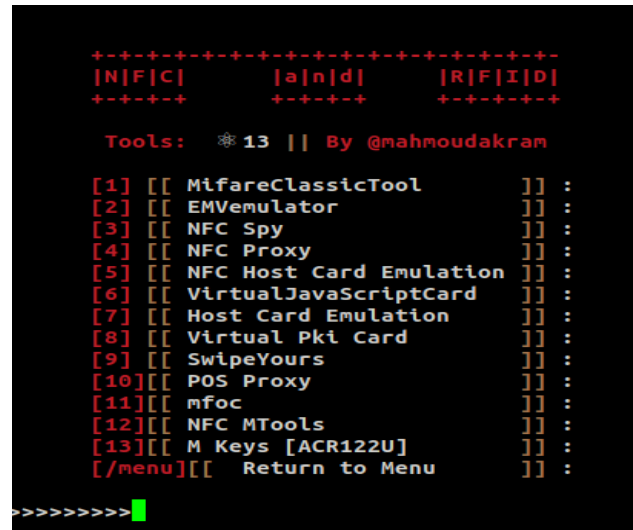 +-+-+-+-+-+-+-+-+-+-+-+-+-+-+-+-+-
|N|F|C|      |a|n|d|     |R|F|I|D|
+-+-+-+      +-+-+-+     +-+-+-+-+
Tools: ⚛13 || By @mahmoudakram
[1] [[ MifareClassicTool       ]] :
[2] [[ EMVemulator             ]] :
[3] [[ NFC Spy                 ]] :
[4] [[ NFC Proxy               ]] :
[5] [[ NFC Host Card Emulation ]] :
[6] [[ VirtualJavaScriptCard   ]] :
[7] [[ Host Card Emulation     ]] :
[8] [[ Virtual Pki Card        ]] :
[9] [[ SwipeYours              ]] :
[10][[ POS Proxy               ]] :
[11][[ mfoc                    ]] :
[12][[ NFC MTools              ]] :
[13][[ M Keys [ACR122U]        ]] :
[/menu][[  Return to Menu      ]] :
>>>>>>>>>